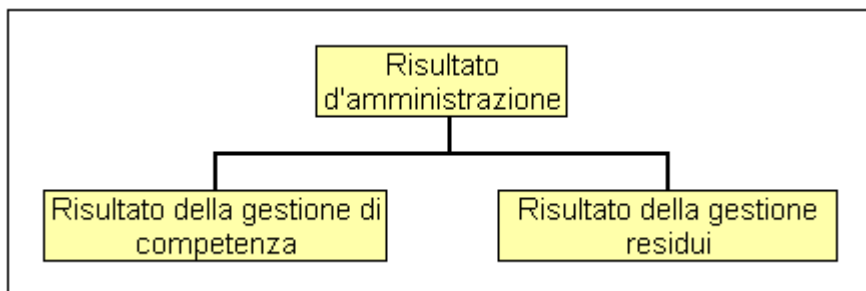 Risultato
d'amministrazione
Risultato della gestione di
competenza
Risultato della gestione
residui